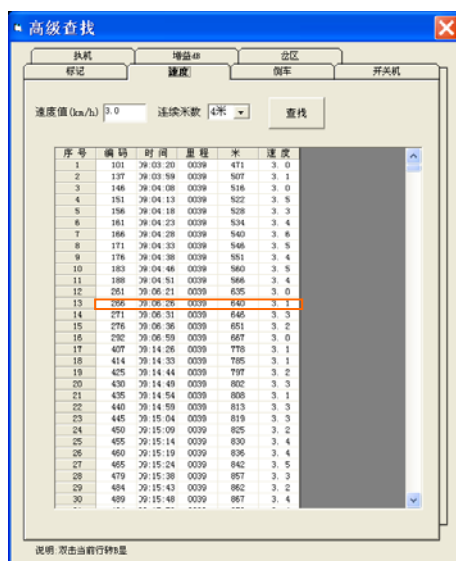 高级查找
执机 增益dB 岔区
标记 速度 倒车 开关机
速度值(km/h) 3.0 连续米数 4米 查找
序号 编码 时间 里程 米 速度
1 101 09:03:20 0039 471 3.0
2 137 09:03:59 0039 507 3.1
3 146 09:04:08 0039 516 3.0
4 151 09:04:13 0039 522 3.5
5 156 09:04:18 0039 528 3.3
6 161 09:04:23 0039 534 3.4
7 166 09:04:28 0039 540 3.6
8 171 09:04:33 0039 546 3.5
9 176 09:04:38 0039 551 3.4
10 183 09:04:46 0039 560 3.5
11 188 09:04:51 0039 566 3.4
12 261 09:06:21 0039 635 3.0
13 266 09:06:26 0039 640 3.1
14 271 09:06:31 0039 646 3.3
15 276 09:06:36 0039 651 3.2
16 292 09:06:59 0039 667 3.0
17 407 09:14:26 0039 778 3.1
18 414 09:14:33 0039 785 3.1
19 425 09:14:44 0039 797 3.2
20 430 09:14:49 0039 802 3.3
21 435 09:14:54 0039 808 3.1
22 440 09:14:59 0039 813 3.3
23 445 09:15:04 0039 819 3.3
24 450 09:15:09 0039 825 3.2
25 455 09:15:14 0039 830 3.4
26 460 09:15:19 0039 836 3.4
27 465 09:15:24 0039 842 3.5
28 479 09:15:38 0039 857 3.3
29 484 09:15:43 0039 862 3.2
30 489 09:15:48 0039 867 3.4
说明:双击当前行转B显